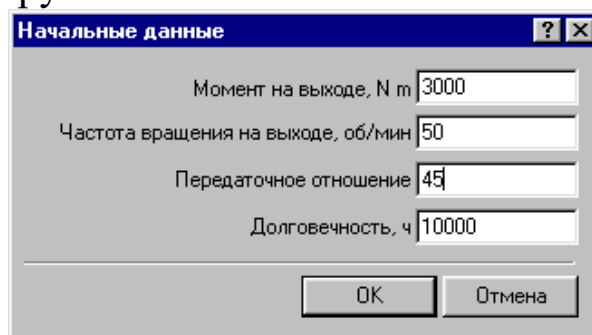 ру
Начальные данные ? ×
Момент на выходе, N m 3000
Частота вращения на выходе, об/мин 50
Передаточное отношение 45
Долговечность, ч 10000
OK Отмена